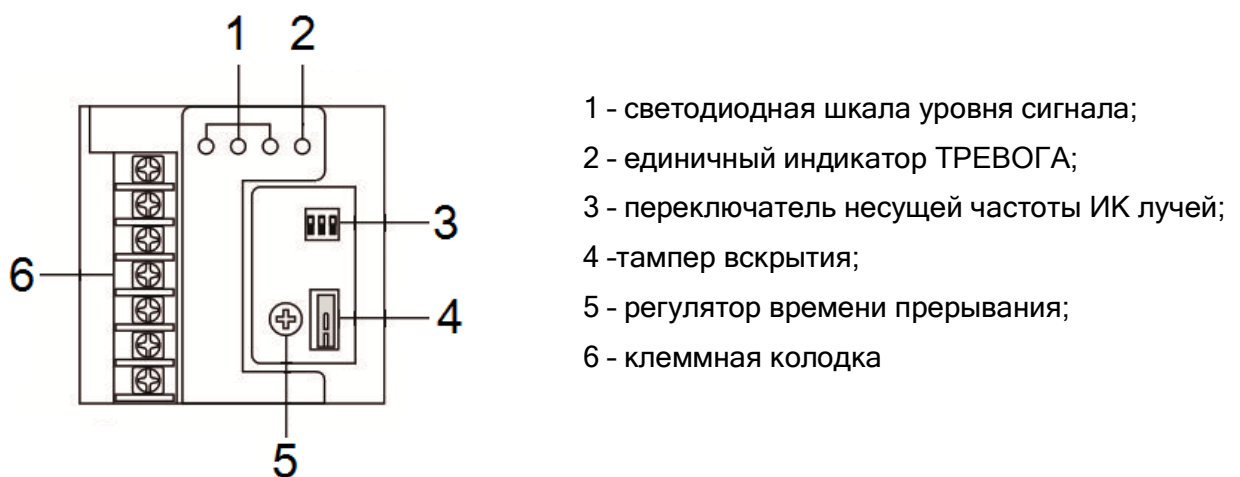 1 2
1 – светодиодная шкала уровня сигнала;
2 – единичный индикатор ТРЕВОГА;
3 – переключатель несущей частоты ИК лучей;
4 –тампер вскрытия;
5 – регулятор времени прерывания;
6 – клеммная колодка
3
6
4
5